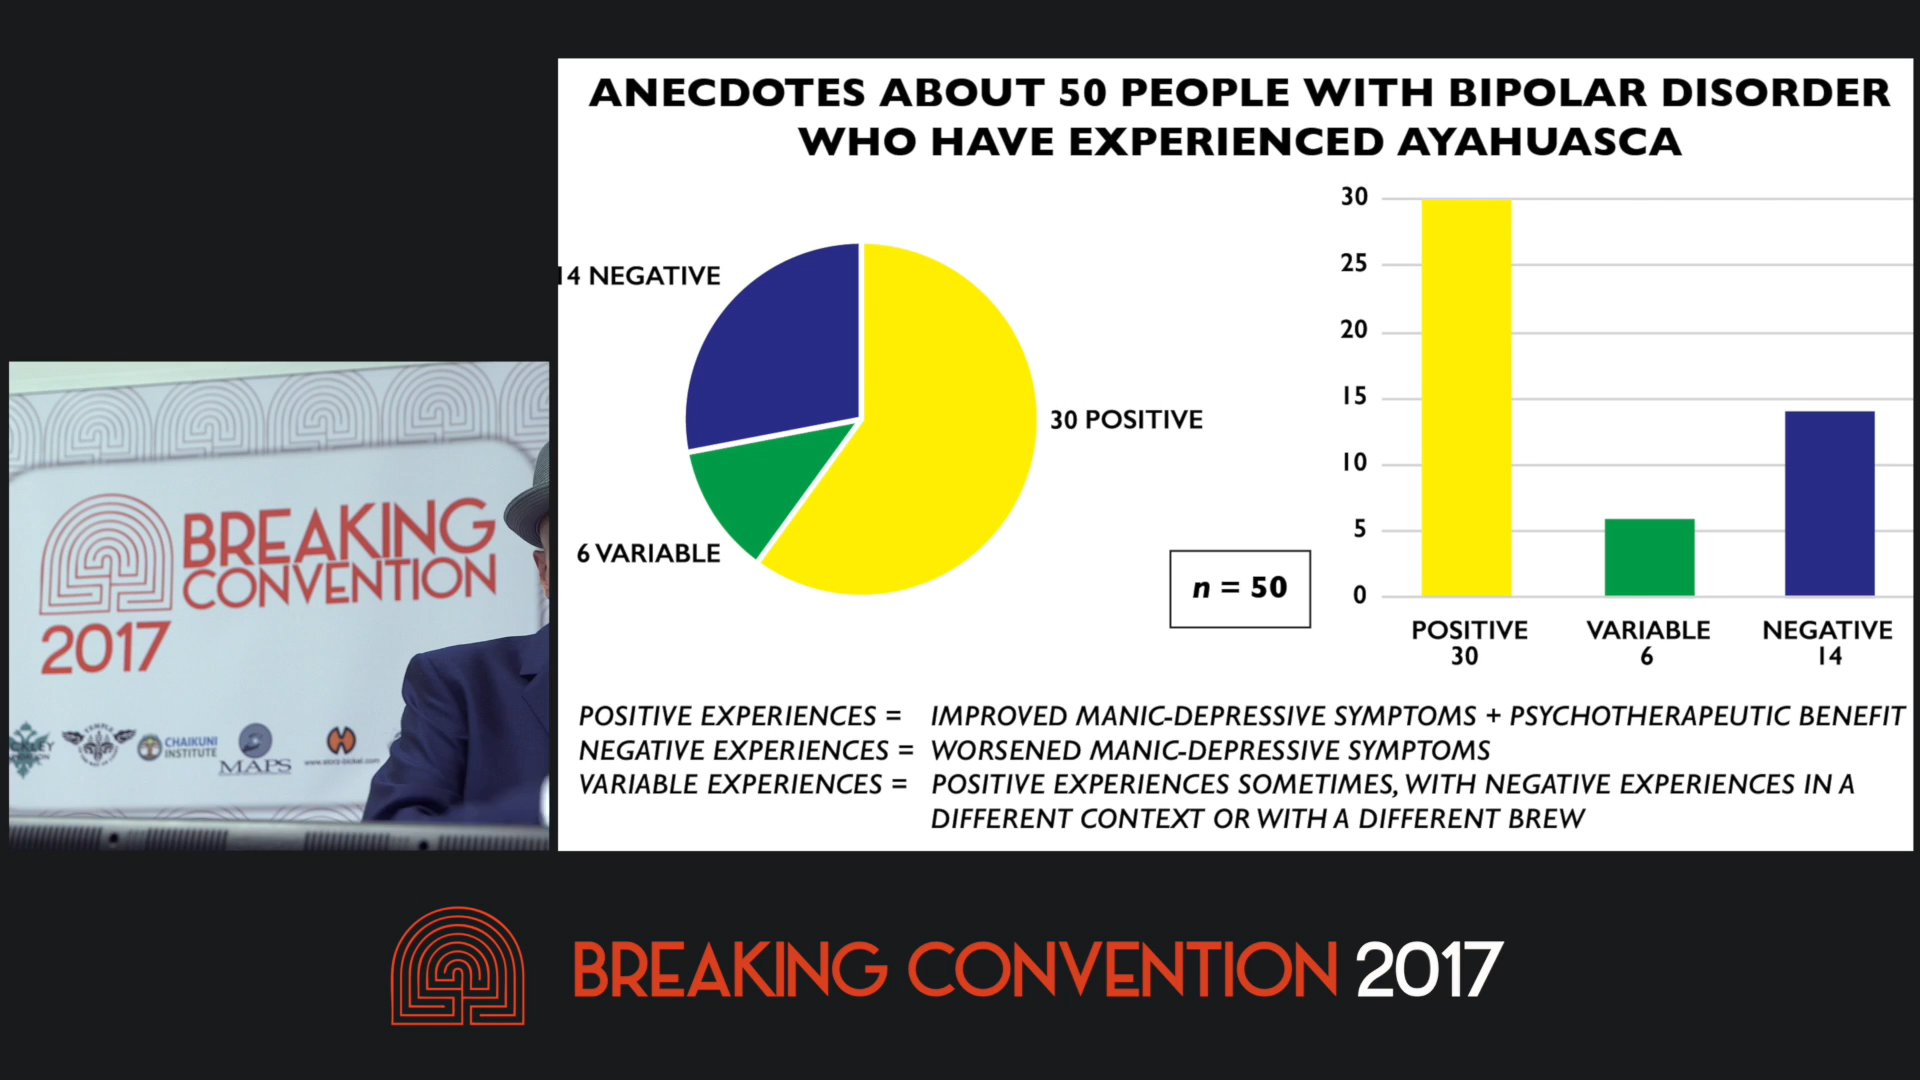 ANECDOTES ABOUT 50 PEOPLE WITH BIPOLAR DISORDER
WHO HAVE EXPERIENCED AYAHUASCA
14 NEGATIVE
30 POSITIVE
6 VARIABLE
n = 50
30
25
20
15
10
5
0
POSITIVE
30
VARIABLE
6
NEGATIVE
14
POSITIVE EXPERIENCES = IMPROVED MANIC-DEPRESSIVE SYMPTOMS + PSYCHOTHERAPEUTIC BENEFIT
NEGATIVE EXPERIENCES = WORSENED MANIC-DEPRESSIVE SYMPTOMS
VARIABLE EXPERIENCES = POSITIVE EXPERIENCES SOMETIMES, WITH NEGATIVE EXPERIENCES IN A
DIFFERENT CONTEXT OR WITH A DIFFERENT BREW
BREAKING
CONVENTION
2017
CHAIKUNI
INSTITUTE
MAPS
BREAKING CONVENTION 2017